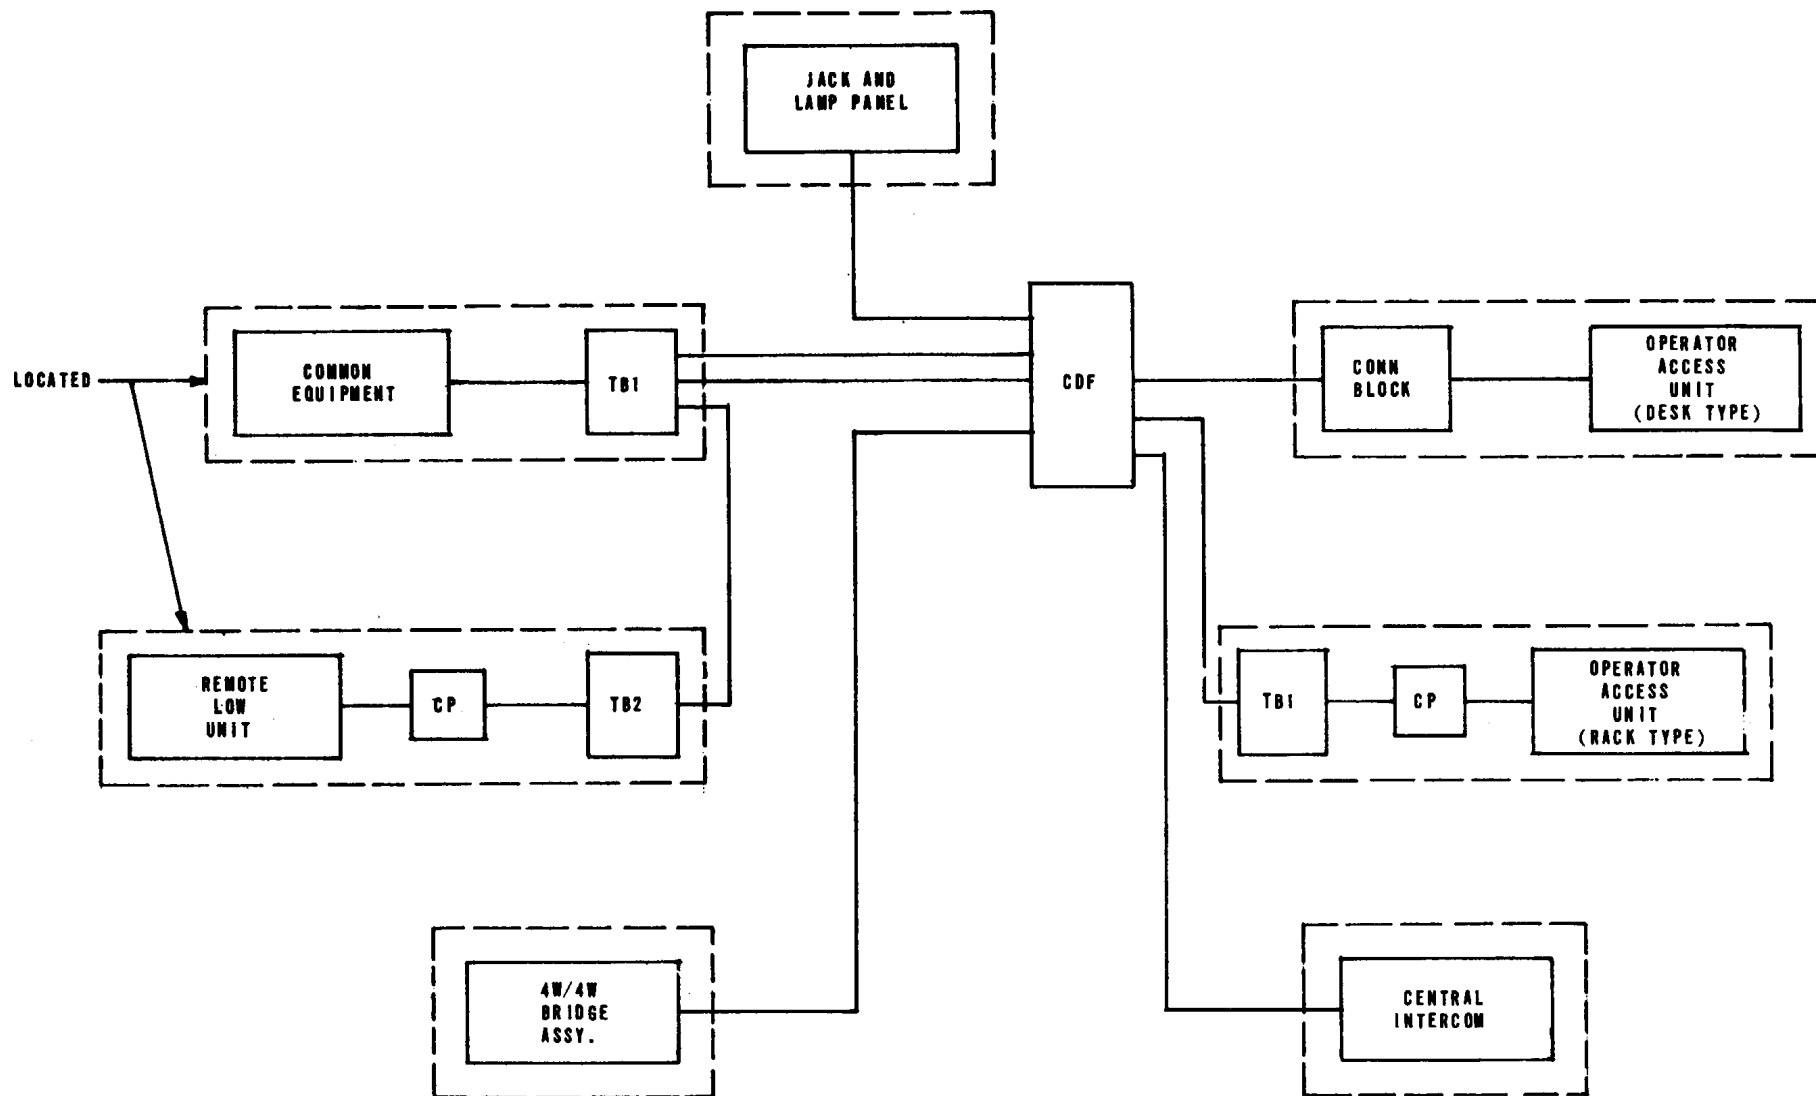 JACK AND
LAMP PANEL
LOCATED
COMMON
EQUIPMENT
TB1
CDF
CONN
BLOCK
OPERATOR
ACCESS
UNIT
(DESK TYPE)
REMOTE
LOW
UNIT
CP
TB2
TB1
CP
OPERATOR
ACCESS
UNIT
(RACK TYPE)
4W/4W
BRIDGE
ASSY.
CENTRAL
INTERCOM